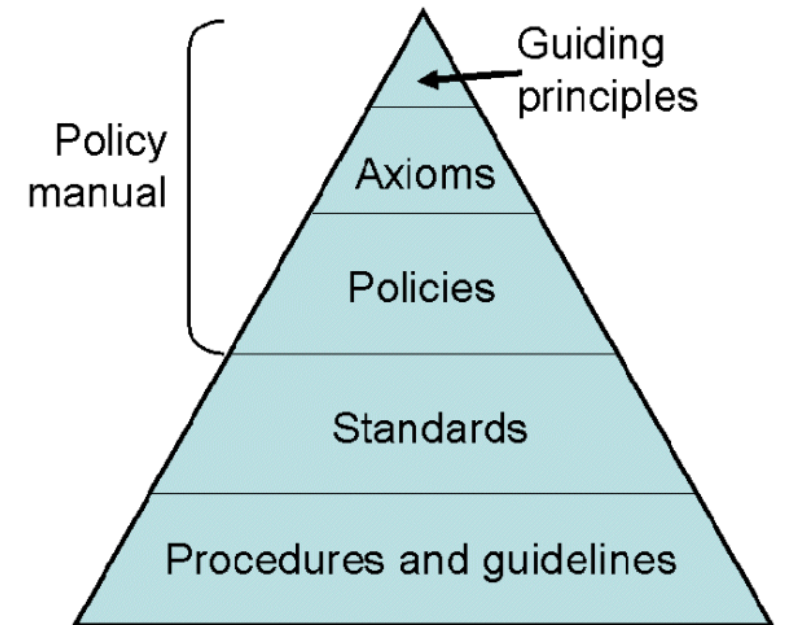 Guiding
principles
Policy
manual
Axioms
Policies
Standards
Procedures and guidelines